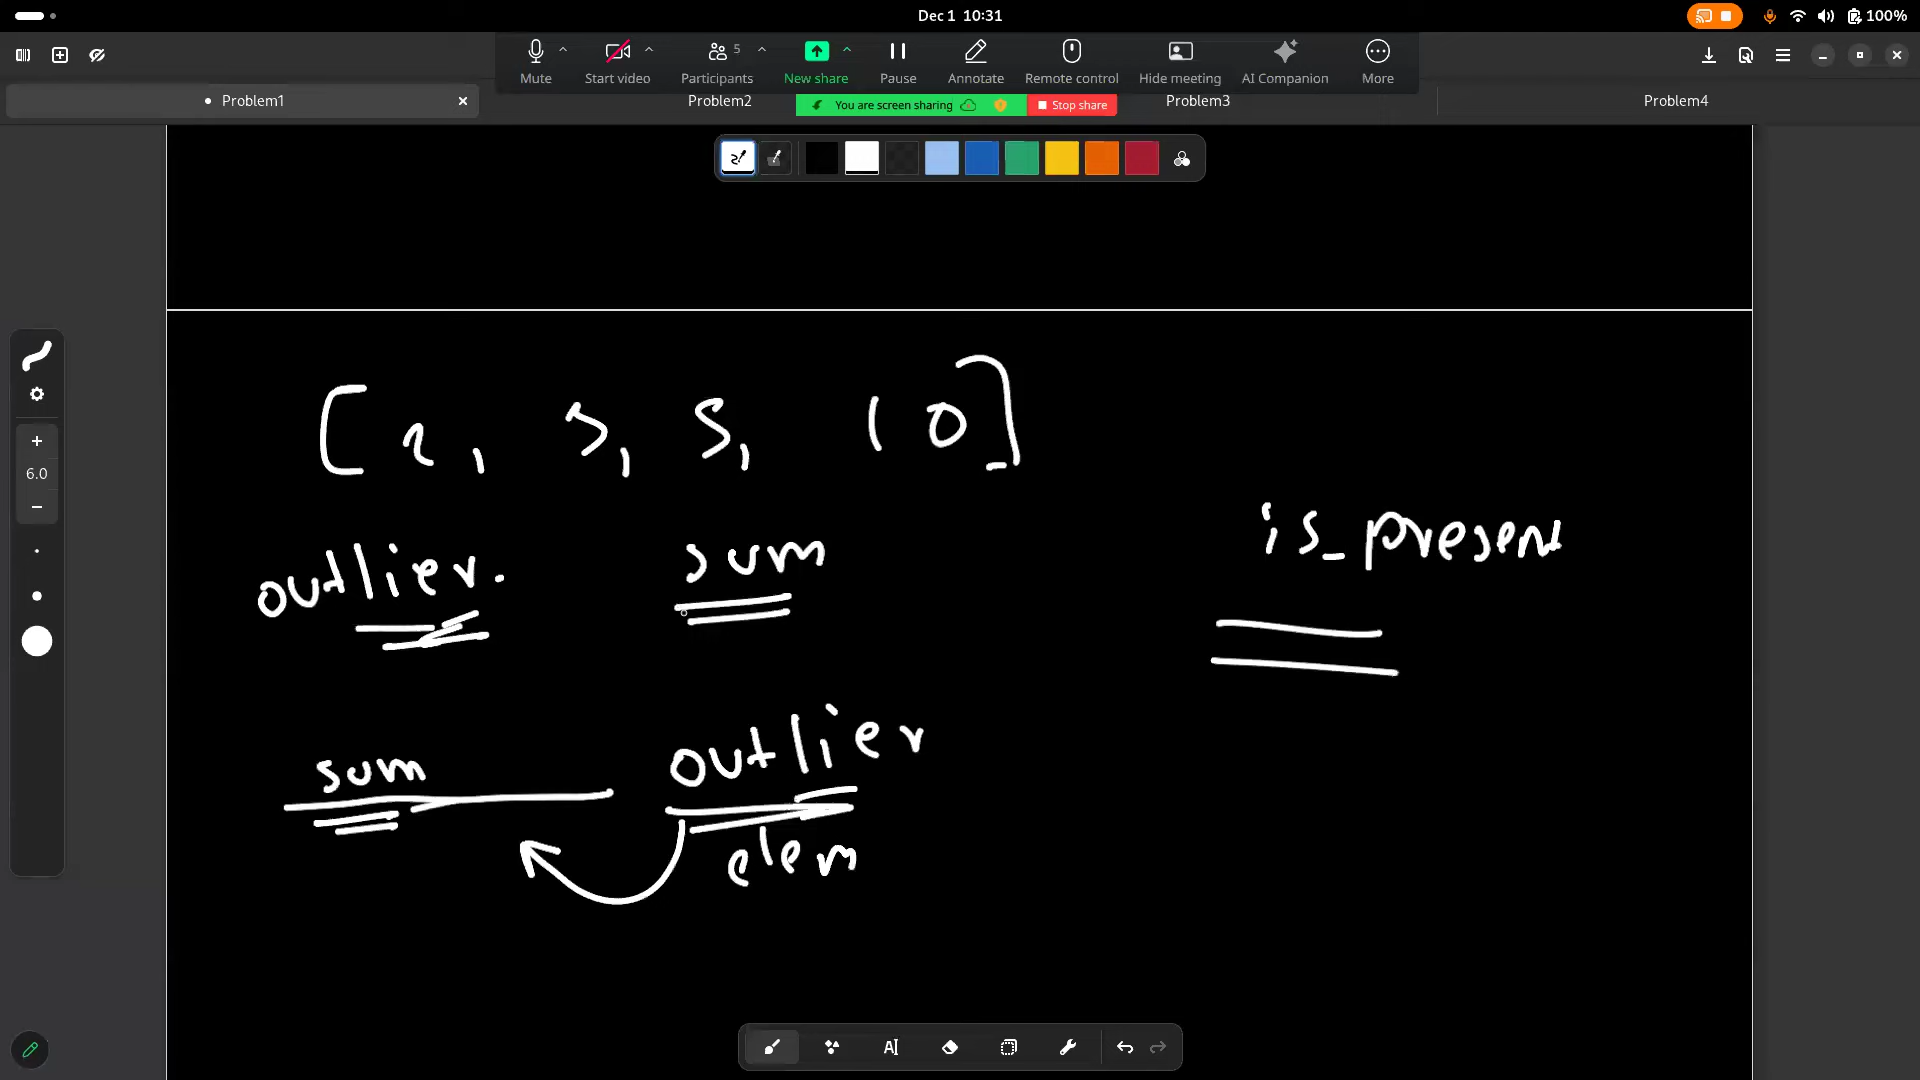 Dec 1 10:31
100%
Mute
Start video
5
Participants
New share
Pause
Annotate
Remote control
Hide meeting
AI Companion
More
Problem1
Problem2
You are screen sharing
Stop share
Problem3
Problem4
[2, 3, 5, 10]
6.0
outlier.
sum
is_present
sum
outlier
elem